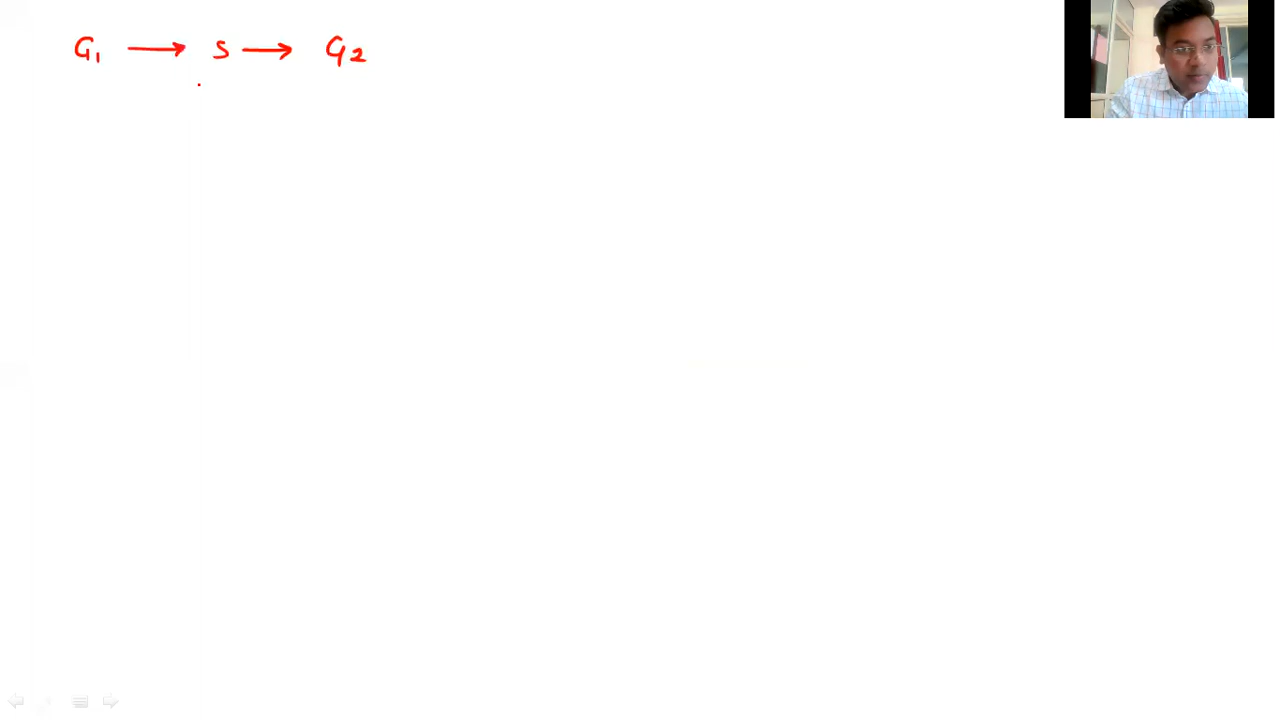 G₁ → S → G₂